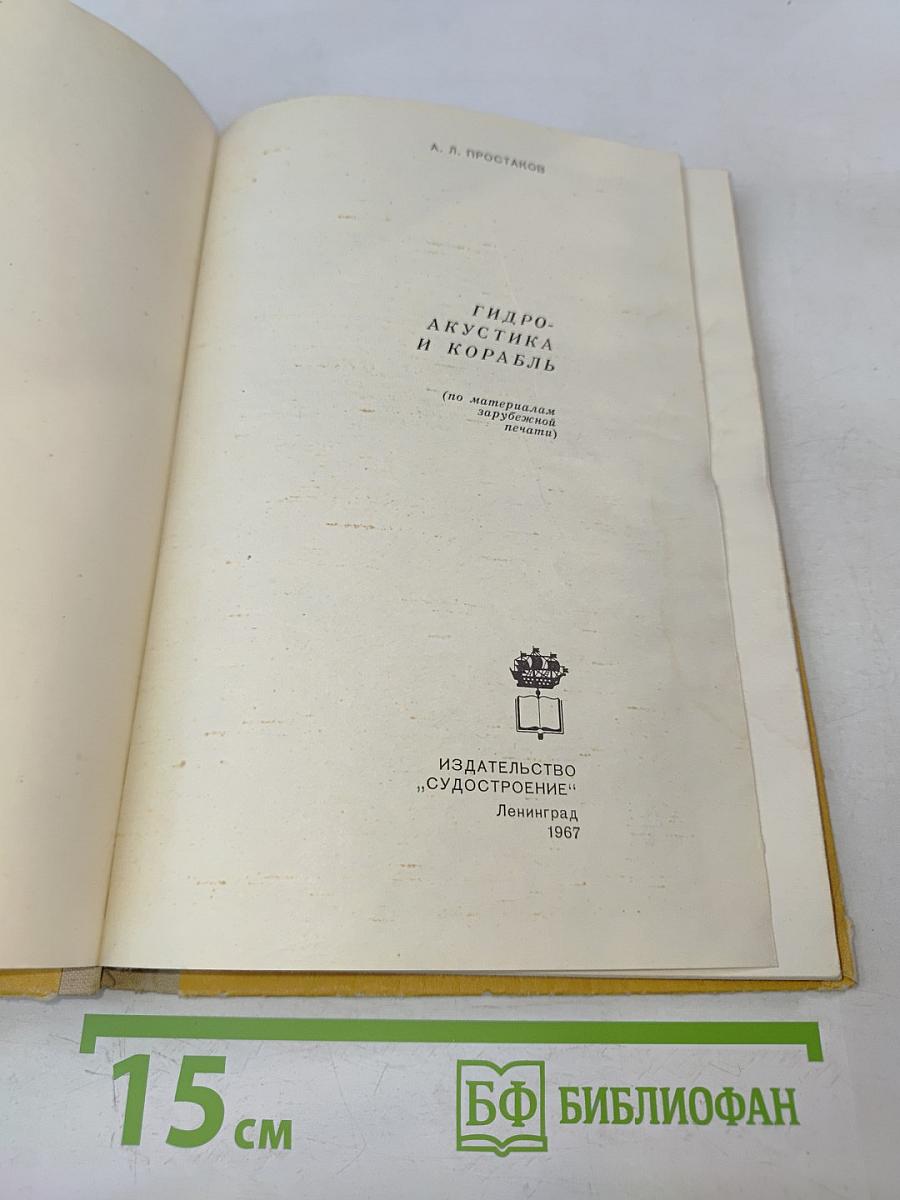 А. Л. ПРОСТАКОВ
ГИДРО-
АКУСТИКА
И КОРАБЛЬ
(по материалам
зарубежной
печати)
ИЗДАТЕЛЬСТВО
„СУДОСТРОЕНИЕ“
Ленинград
1967
15 см
БФ БИБЛИОФАН